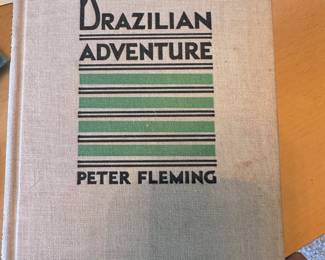 BRAZILIAN
ADVENTURE
PETER FLEMING